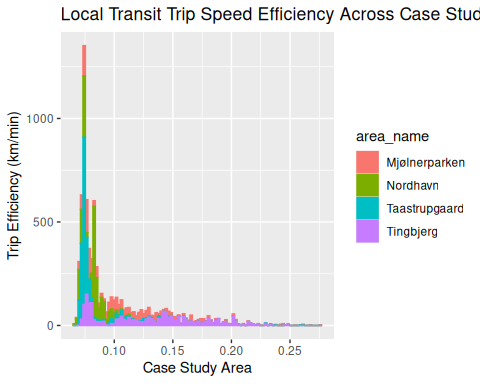 Local Transit Trip Speed Efficiency Across Case Stud
Trip Efficiency (km/min)
1000
500
0
0.10 0.15 0.20 0.25
Case Study Area
area_name
Mjølnerparken
Nordhavn
Taastrupgaard
Tingbjerg